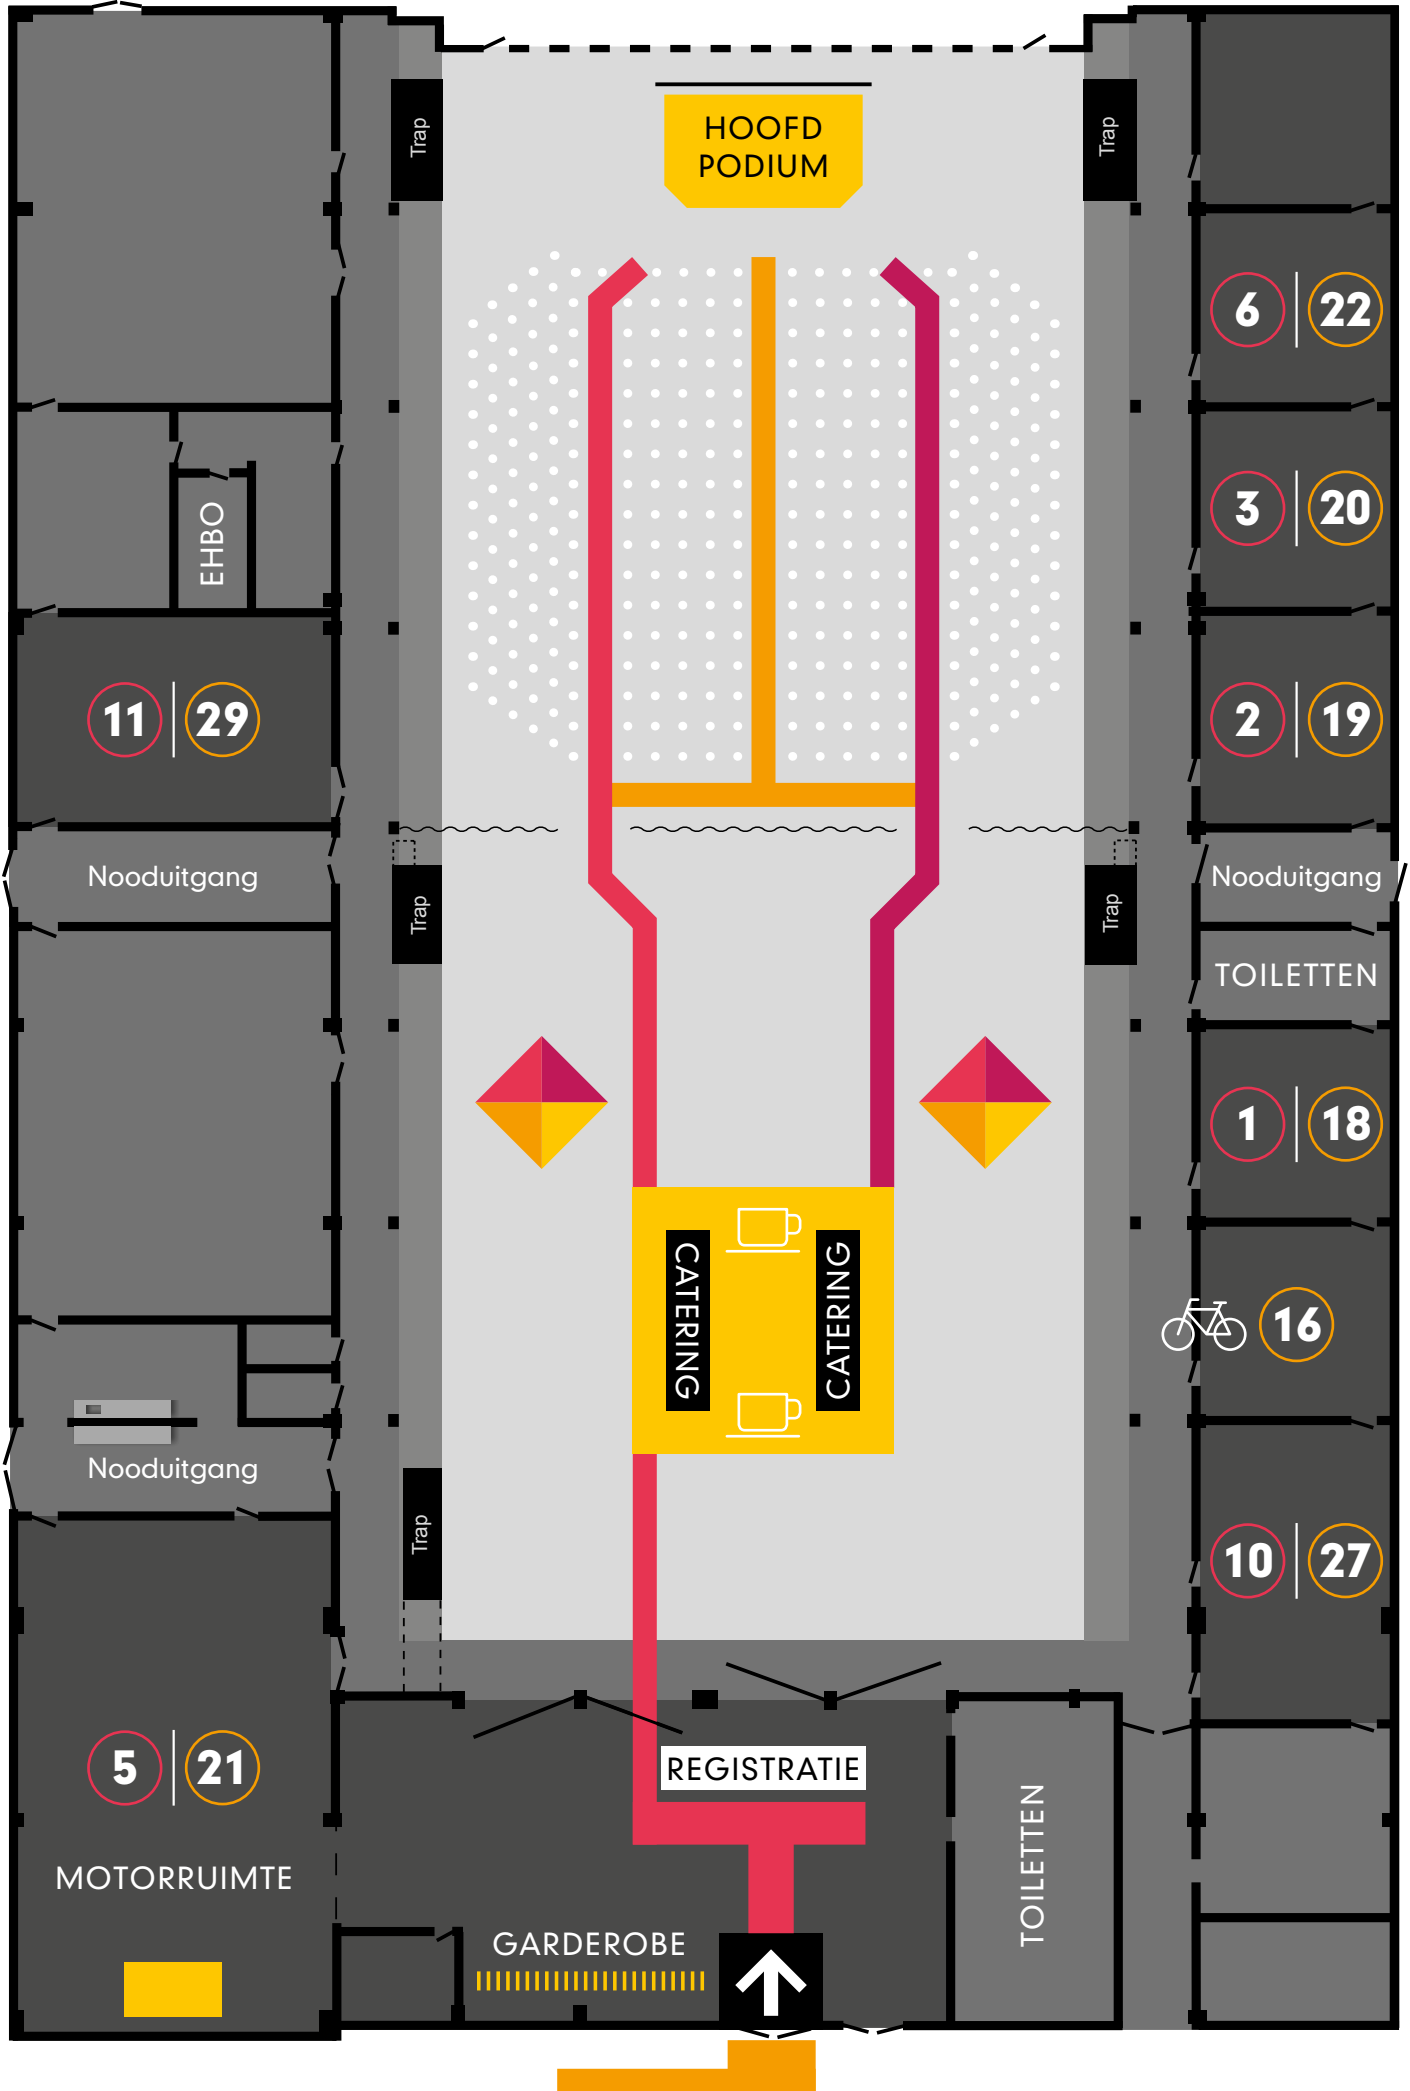 Trap
HOOFD
PODIUM
Trap
6 22
3 20
EHBO
2 19
11 29
Nooduitgang
Trap
Trap
Nooduitgang
TOILETTEN
1 18
CATERING
CATERING
16
Nooduitgang
Trap
10 27
REGISTRATIE
5 21
MOTORRUIMTE
TOILETTEN
GARDEROBE